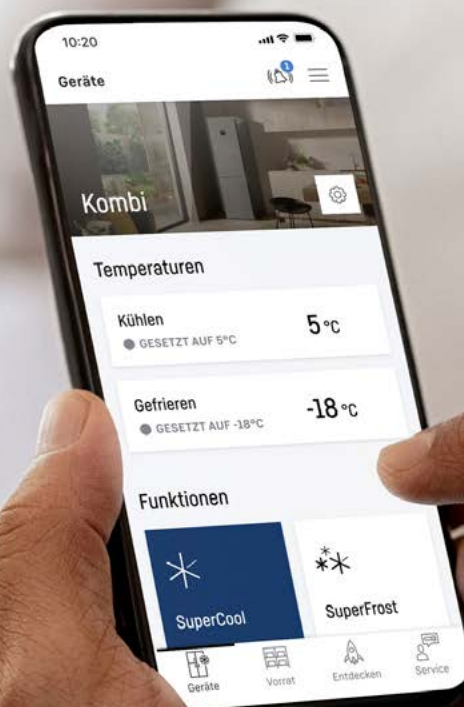 10:20
Geräte
1
Kombi
Temperaturen
Kühlen
5 °C
GESETZT AUF 5°C
Gefrieren
-18 °C
GESETZT AUF -18°C
Funktionen
SuperCool
SuperFrost
Geräte
Vorrat
Entdecken
Service